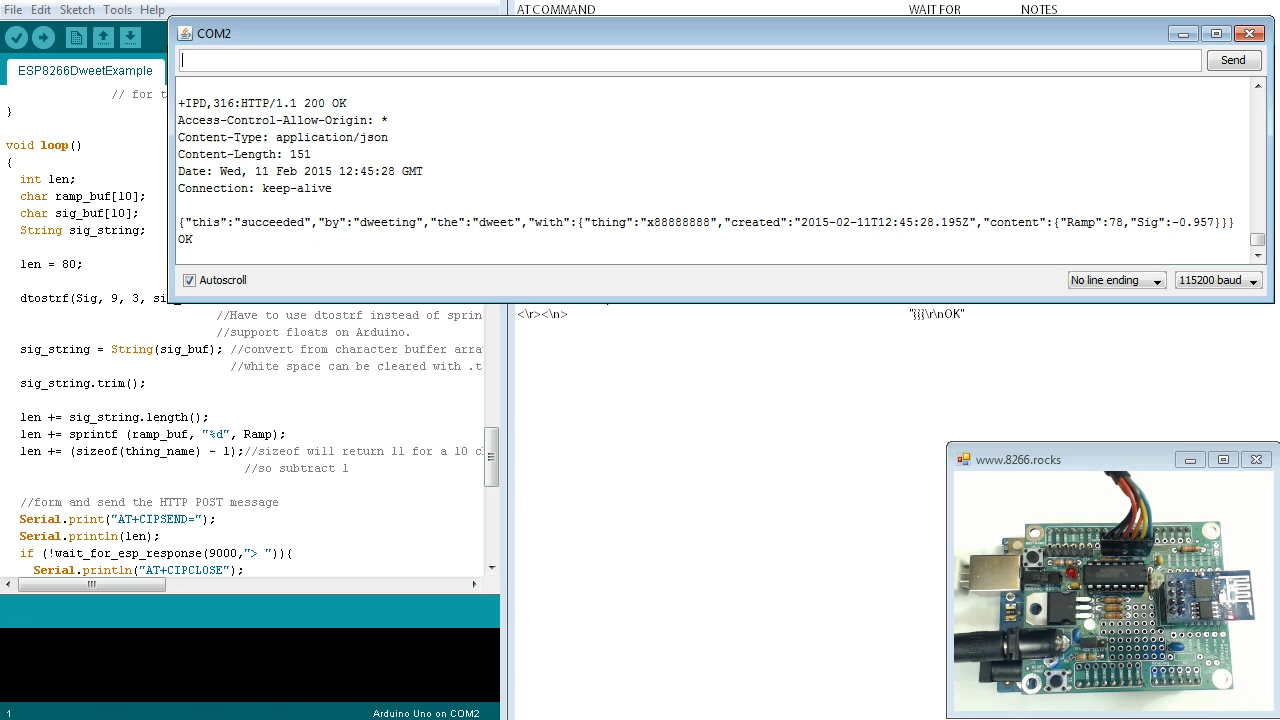 File Edit Sketch Tools Help
ESP8266DweetExample
// for t
}
void loop()
{
int len;
char ramp_buf[10];
char sig_buf[10];
String sig_string;
len = 80;
dtostrf(Sig, 9, 3, si
//Have to use dtostrf instead of sprin
//support floats on Arduino.
sig_string = String(sig_buf); //convert from character buffer arra
//white space can be cleared with .t
sig_string.trim();
len += sig_string.length();
len += sprintf (ramp_buf, "%d", Ramp);
len += (sizeof(thing_name) - 1);//sizeof will return 11 for a 10 c
//so subtract 1
//form and send the HTTP POST message
Serial.print("AT+CIPSEND=");
Serial.println(len);
if (!wait_for_esp_response(9000,"> ")){
Serial.println("AT+CIPCLOSE");
1
Arduino Uno on COM2
AT COMMAND WAIT FOR NOTES
COM2
Send
+IPD,316:HTTP/1.1 200 OK
Access-Control-Allow-Origin: *
Content-Type: application/json
Content-Length: 151
Date: Wed, 11 Feb 2015 12:45:28 GMT
Connection: keep-alive
{"this":"succeeded","by":"dweeting","the":"dweet","with":{"thing":"x88888888","created":"2015-02-11T12:45:28.195Z","content":{"Ramp":78,"Sig":-0.957}}}
OK
Autoscroll
No line ending
115200 baud
<\r><\n> "}}}\r\nOK"
www.8266.rocks